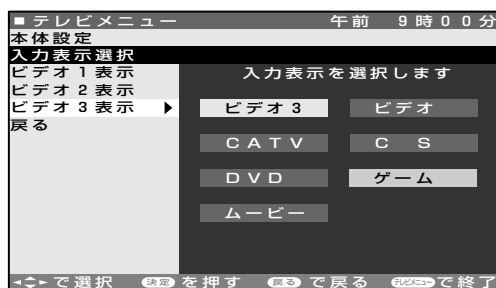 ■テレビメニュー 午前 9時00分
本体設定
入力表示選択
ビデオ1表示
ビデオ2表示
ビデオ3表示 ▶
戻る
入力表示を選択します
ビデオ3 ビデオ
CATV CS
DVD ゲーム
ムービー
で選択 決定を押す 戻るで戻る テレビメニューで終了